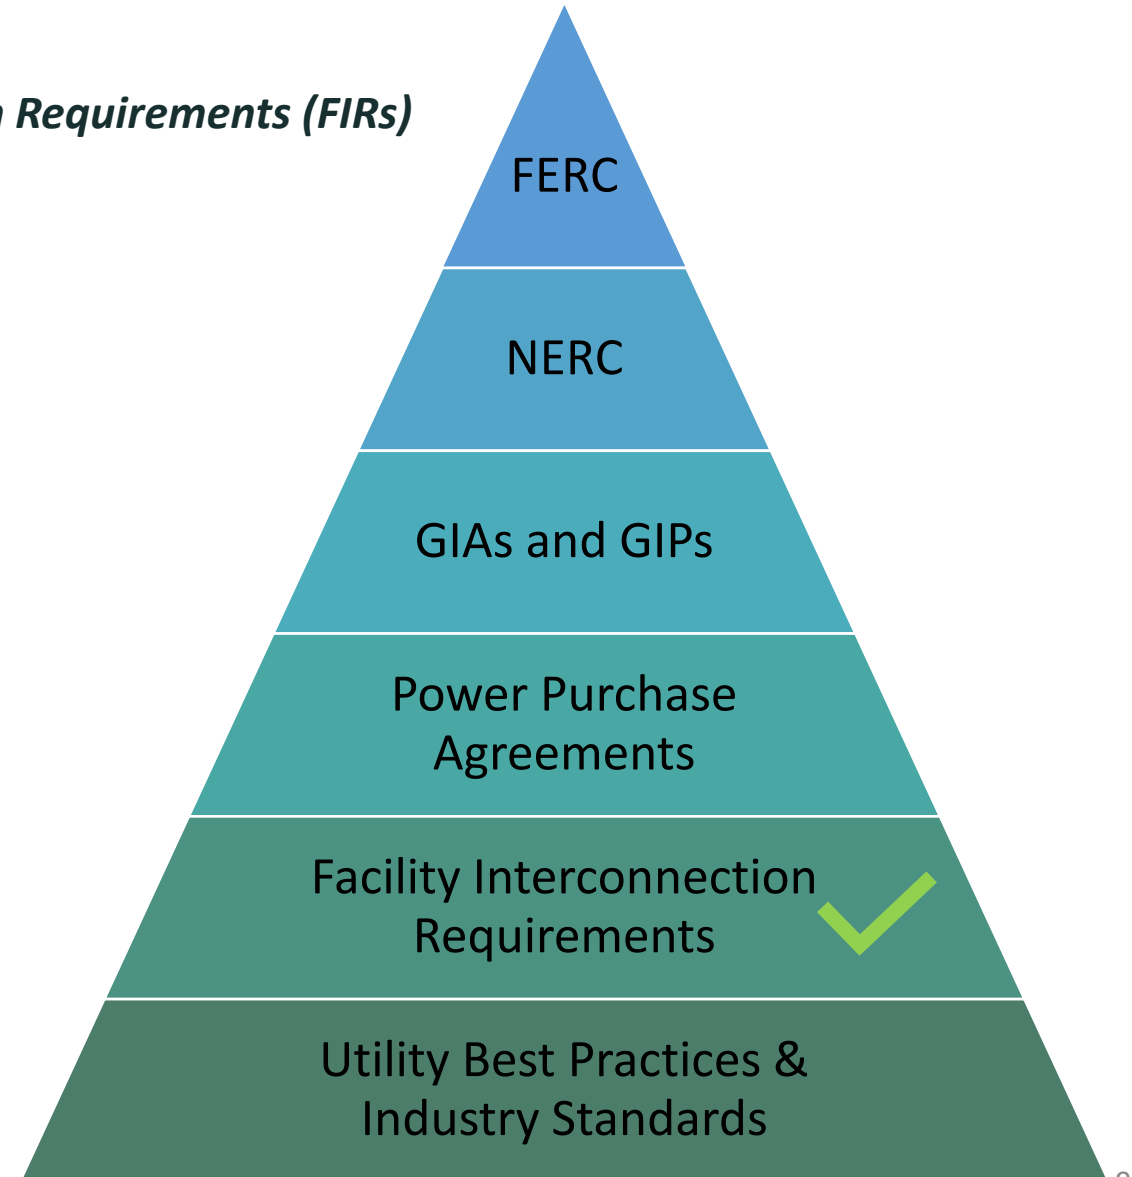 Requirements (FIRs)
FERC
NERC
GIAs and GIPs
Power Purchase
Agreements
Facility Interconnection
Requirements
Utility Best Practices &
Industry Standards